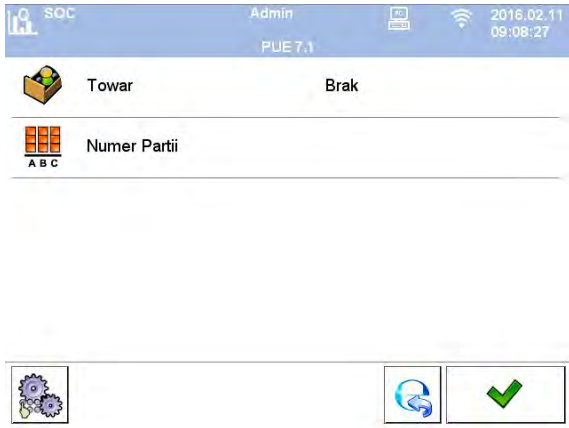 SQC Admin 2016.02.11
PUE 7.1 09:08:27
Towar Brak
A B C
Numer Partii